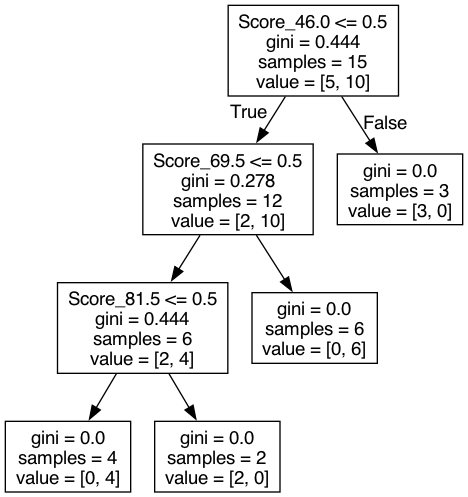 Score_46.0 <= 0.5
gini = 0.444
samples = 15
value = [5, 10]
True
False
Score_69.5 <= 0.5
gini = 0.278
samples = 12
value = [2, 10]
gini = 0.0
samples = 3
value = [3, 0]
Score_81.5 <= 0.5
gini = 0.444
samples = 6
value = [2, 4]
gini = 0.0
samples = 6
value = [0, 6]
gini = 0.0
samples = 4
value = [0, 4]
gini = 0.0
samples = 2
value = [2, 0]